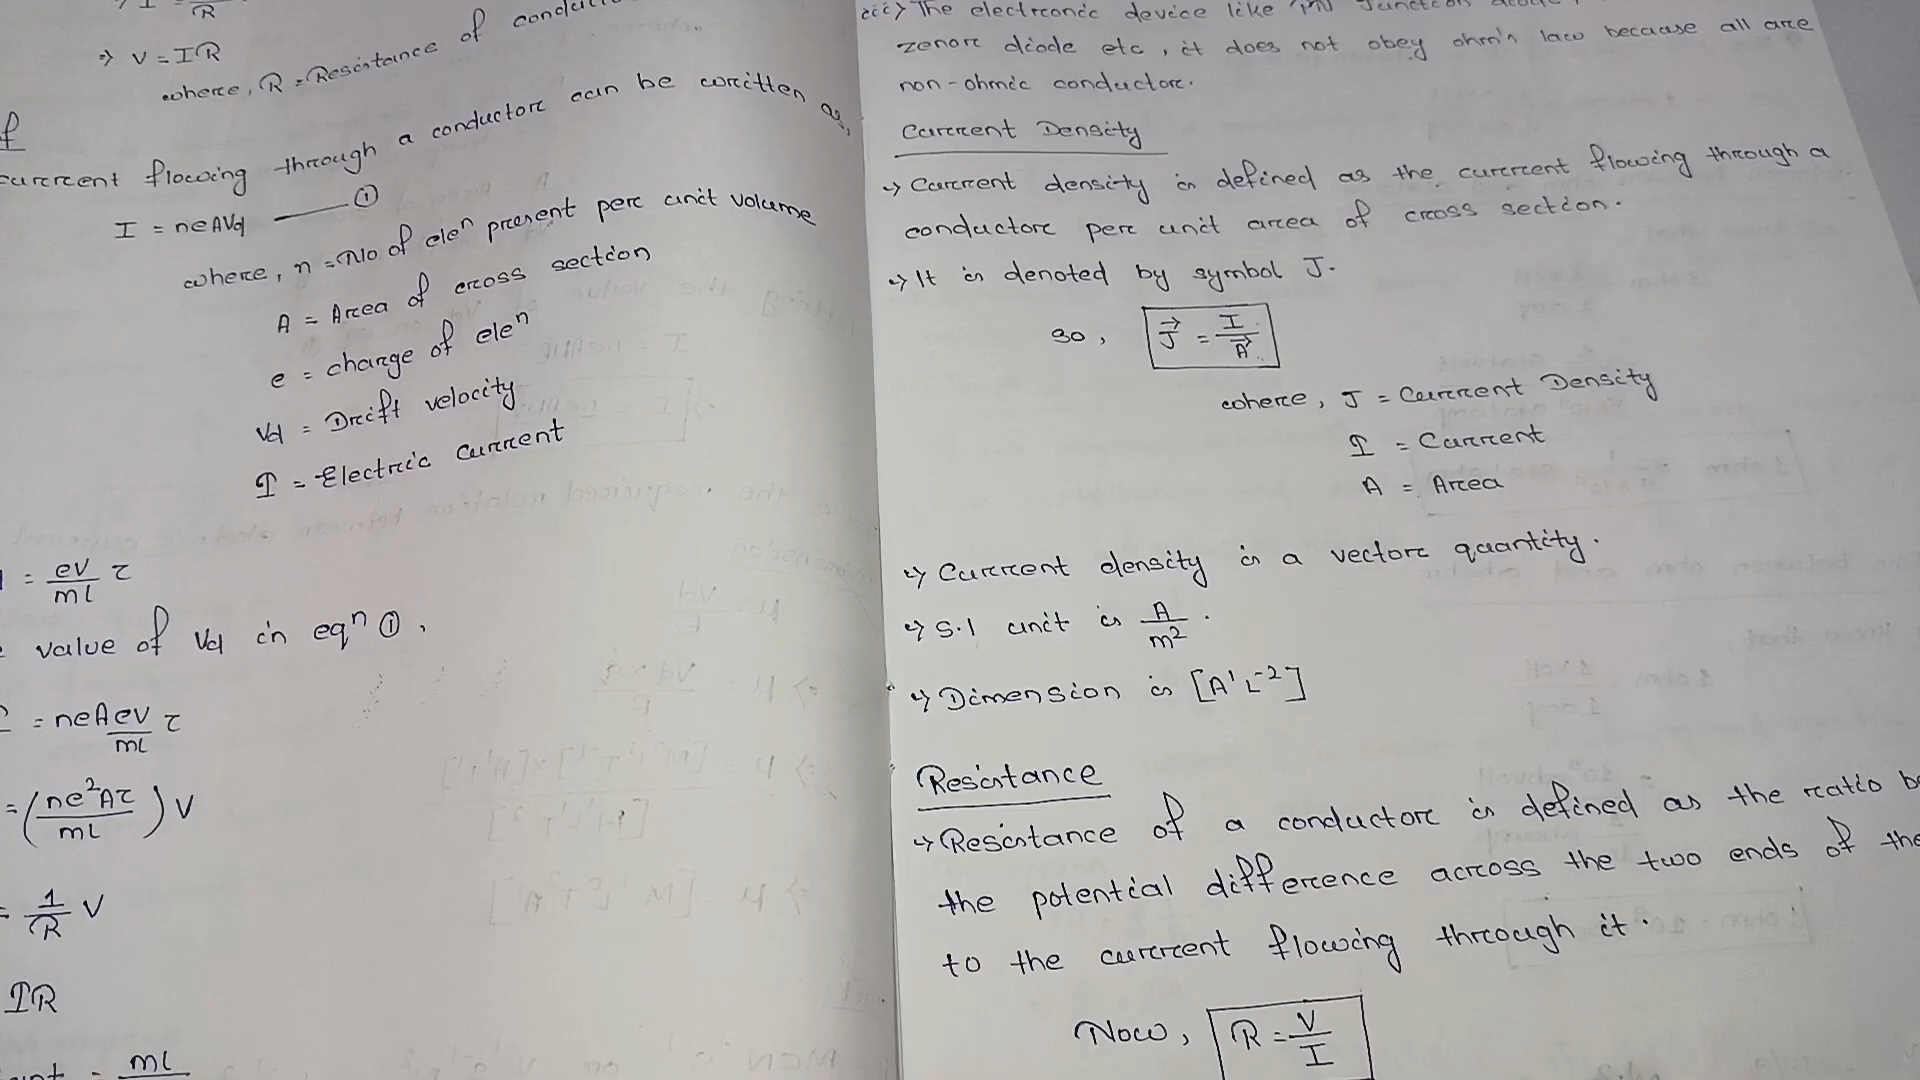 ⇒ V = IR
where, R = Resistance of
current flowing through a conductor can be written as,
I = neAVd —— ①
where, n = No of eleⁿ present per unit volume
A = Area of cross section
e = charge of eleⁿ
Vd = Drift velocity
I = Electric Current
= eV/ml τ
value of Vd in eqⁿ ①,
= neAeV/ml τ
= (ne²Aτ/ml) V
= 1/R V
IR
ml
iii) The electronic device like PN Junction diode,
zenor diode etc, it does not obey ohm's law because all are
non-ohmic conductor.
Current Density
→ Current density is defined as the current flowing through a
conductor per unit area of cross section.
→ It is denoted by symbol J.
so, J⃗ = I/A⃗
where, J = Current Density
I = Current
A = Area
→ Current density is a vector quantity.
→ S.I unit is A/m².
→ Dimension is [A¹L⁻²]
Resistance
→ Resistance of a conductor is defined as the ratio
the potential difference across the two ends of the
to the current flowing through it.
Now, R = V/I